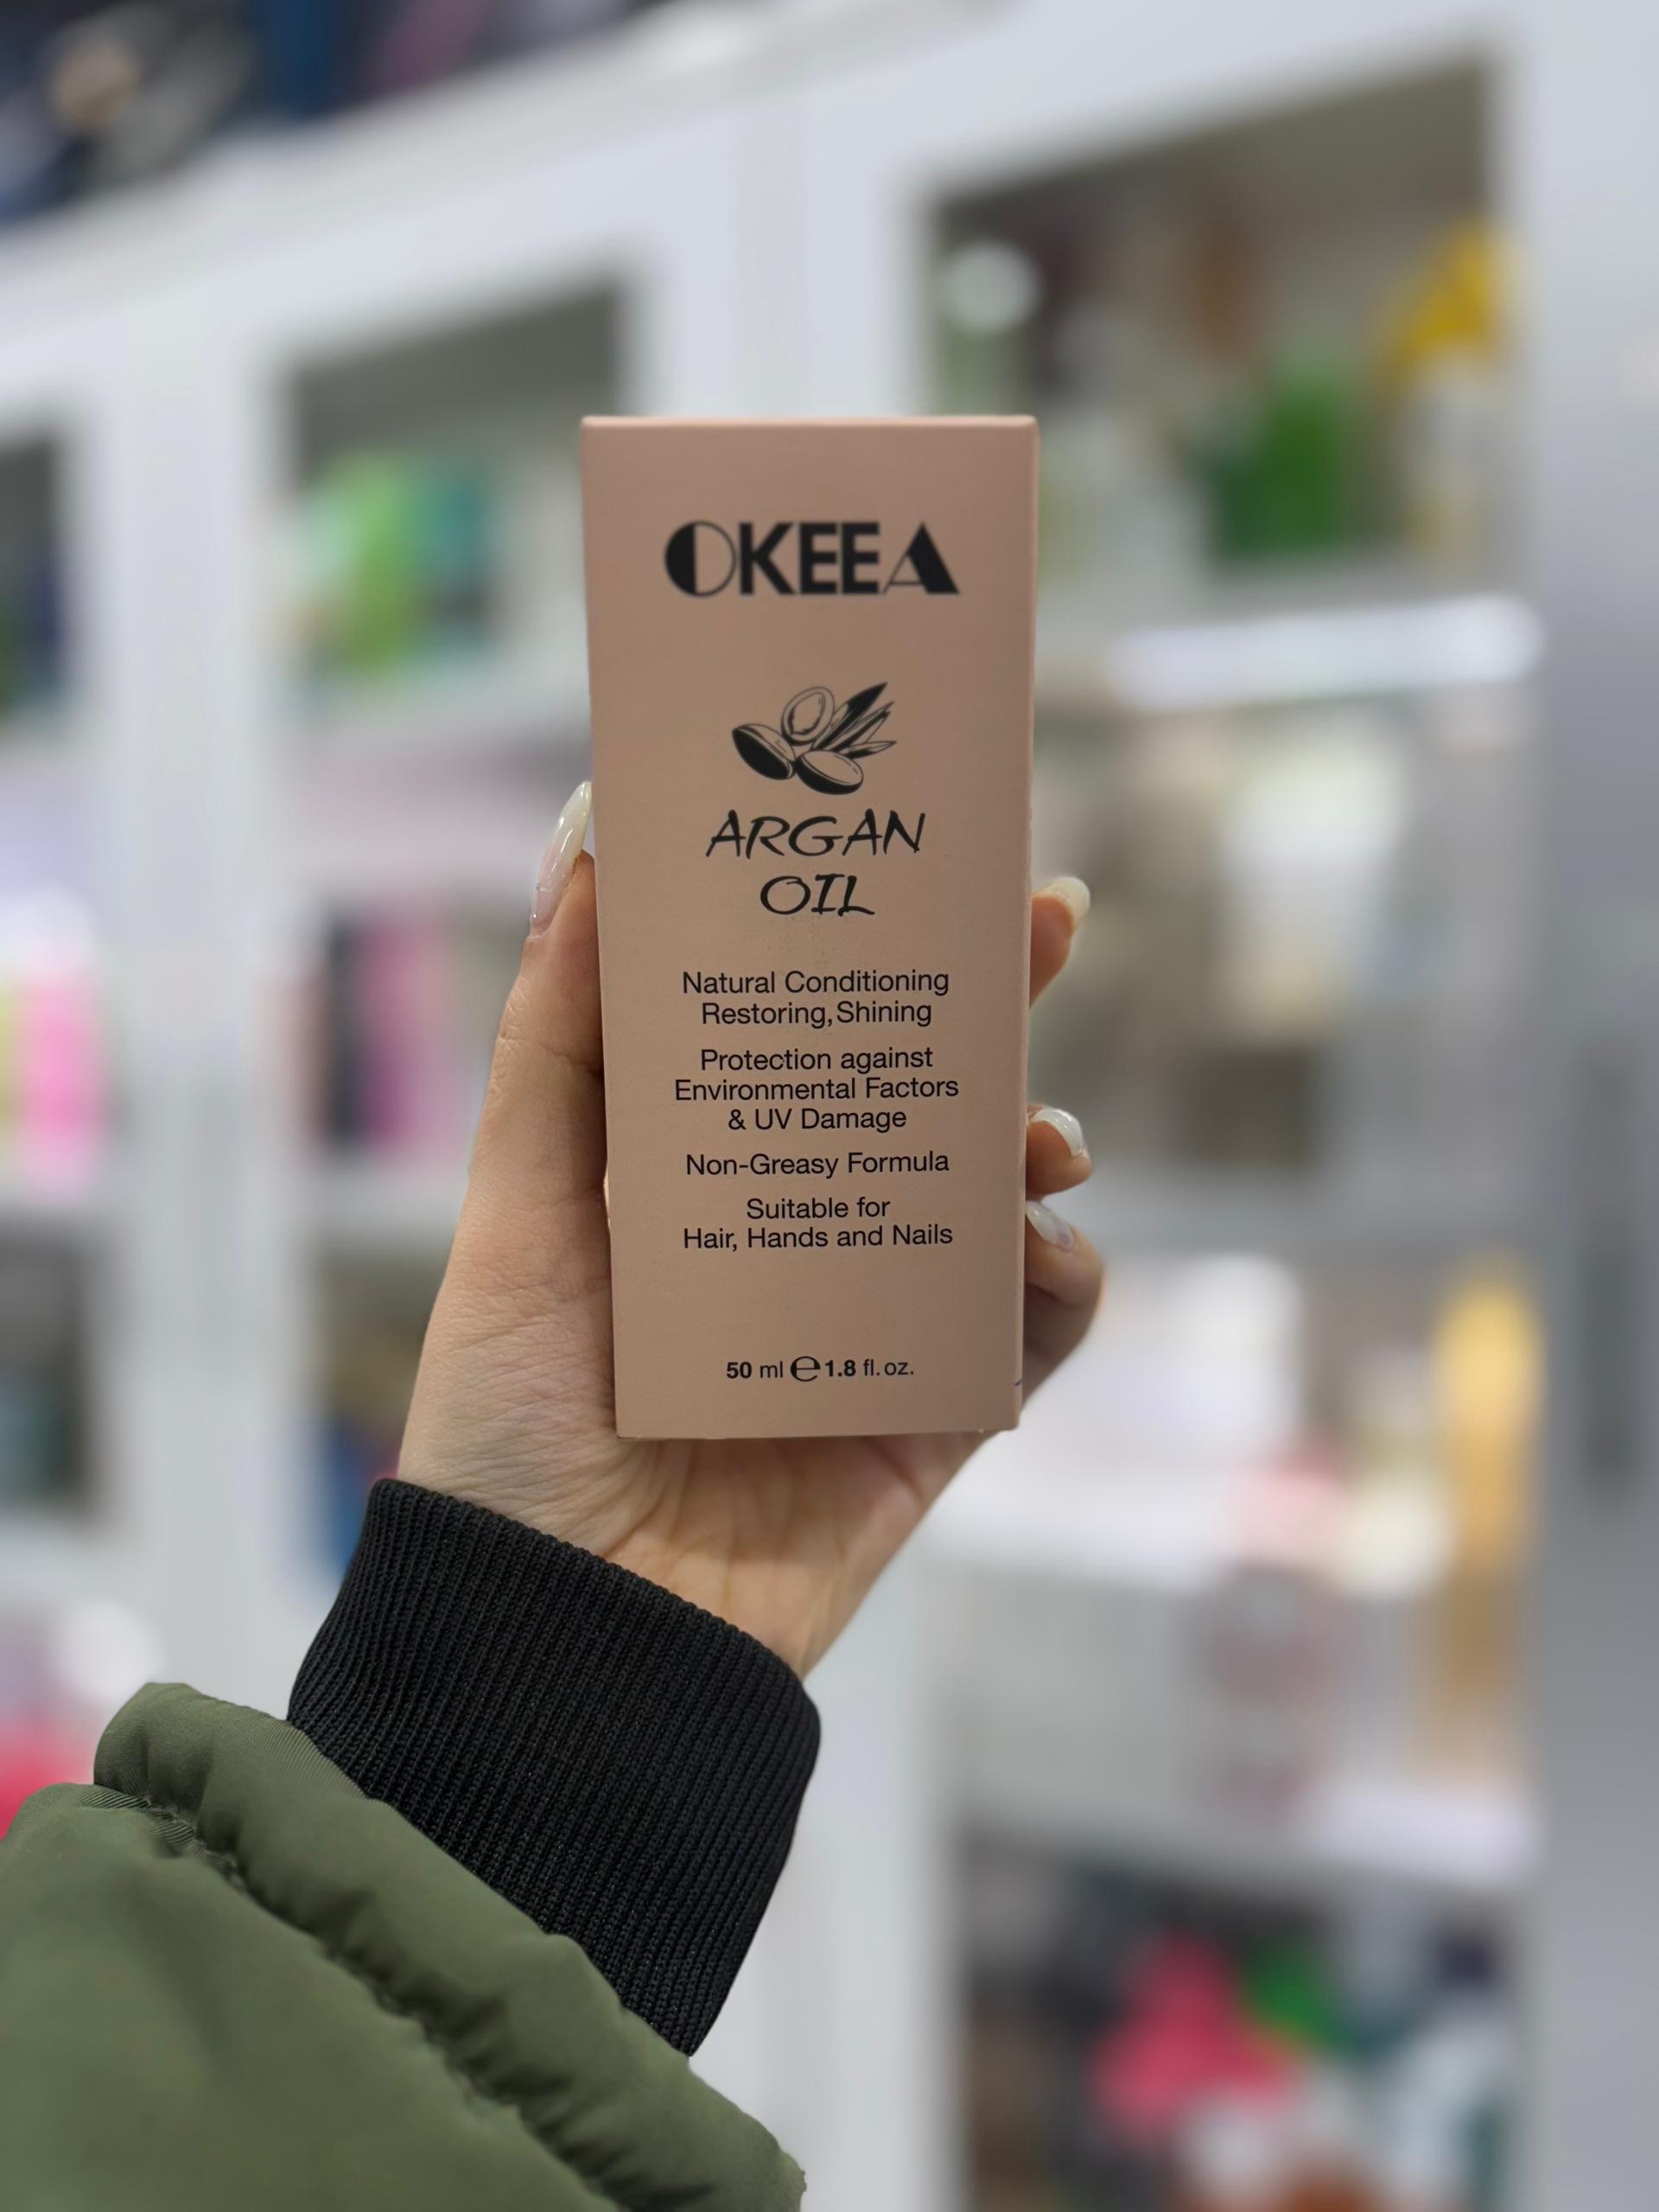 OKEEA
ARGAN
OIL
Natural Conditioning
Restoring, Shining
Protection against
Environmental Factors
& UV Damage
Non-Greasy Formula
Suitable for
Hair, Hands and Nails
50 ml ℮ 1.8 fl. oz.